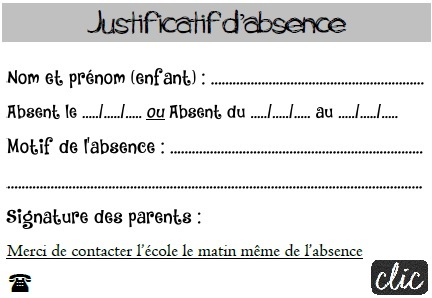 Justificatif d'absence
Nom et prénom (enfant) : ......................................................
Absent le ...../...../..... ou Absent du ...../...../..... au ...../...../.....
Motif de l'absence : ................................................................
.........................................................................................................
Signature des parents :
Merci de contacter l'école le matin même de l'absence
☎
clic